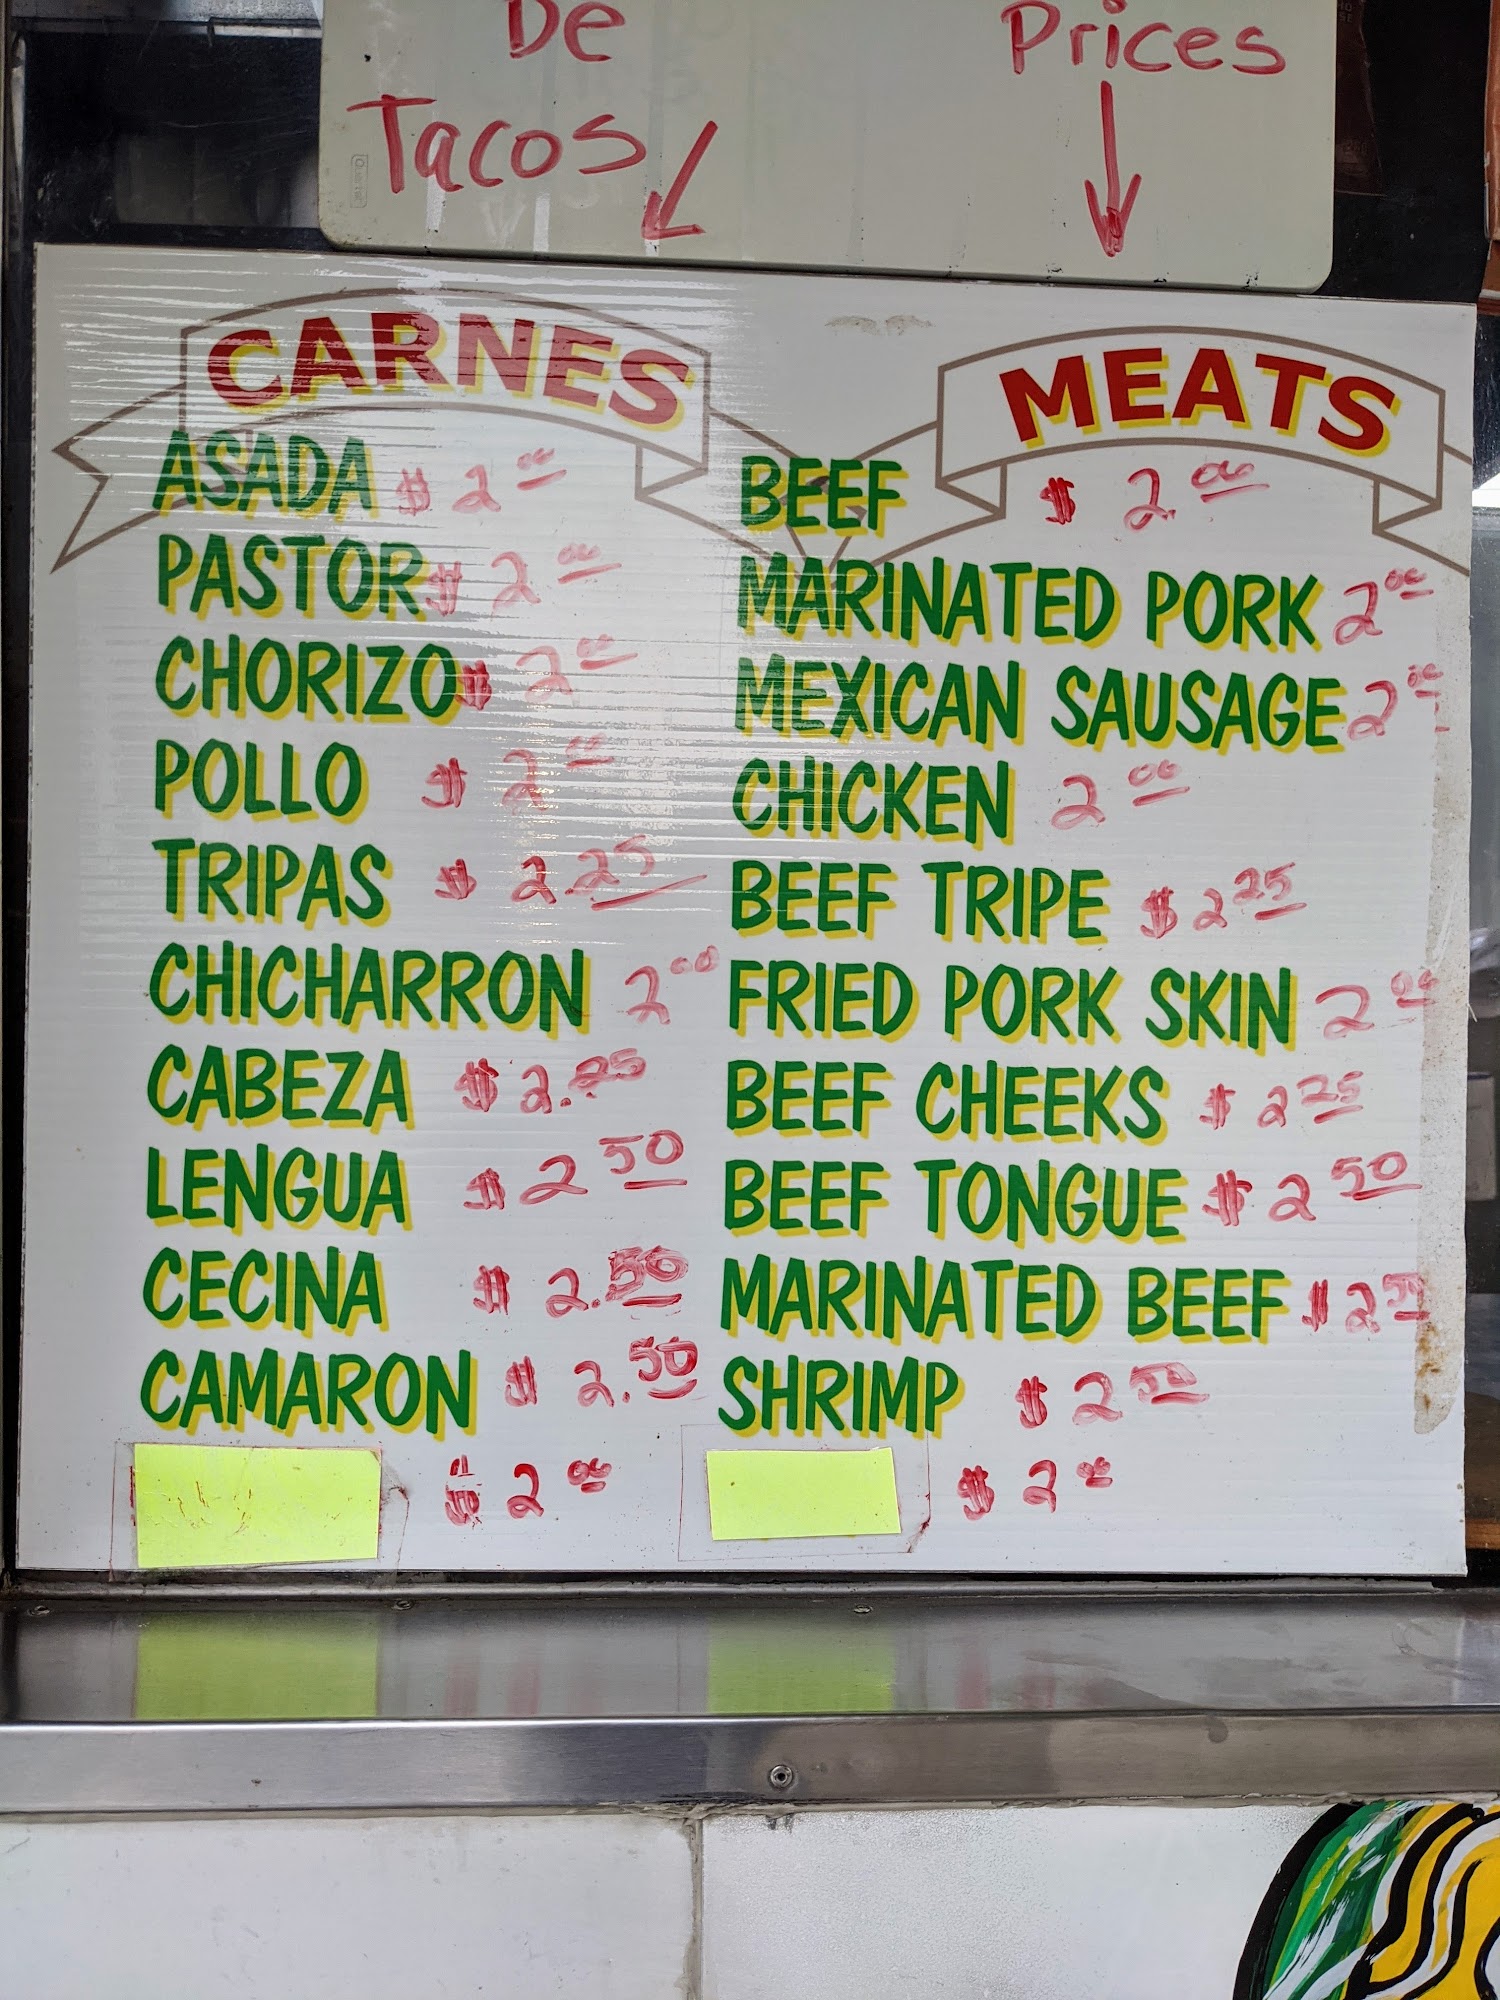 De
Tacos
Prices
CARNES
ASADA $ 2.00
PASTOR $ 2.00
CHORIZO $ 2.00
POLLO $ 2.00
TRIPAS $ 2.25
CHICHARRON 2.00
CABEZA $ 2.25
LENGUA $ 2 50
CECINA $ 2.50
CAMARON $ 2.50
$ 2 00
MEATS
BEEF $ 2.00
MARINATED PORK 2 00
MEXICAN SAUSAGE 2 00
CHICKEN 2 00
BEEF TRIPE $ 2 25
FRIED PORK SKIN 2 00
BEEF CHEEKS $ 2 25
BEEF TONGUE $ 2 50
MARINATED BEEF $ 2 50
SHRIMP $ 2 50
$ 2 00